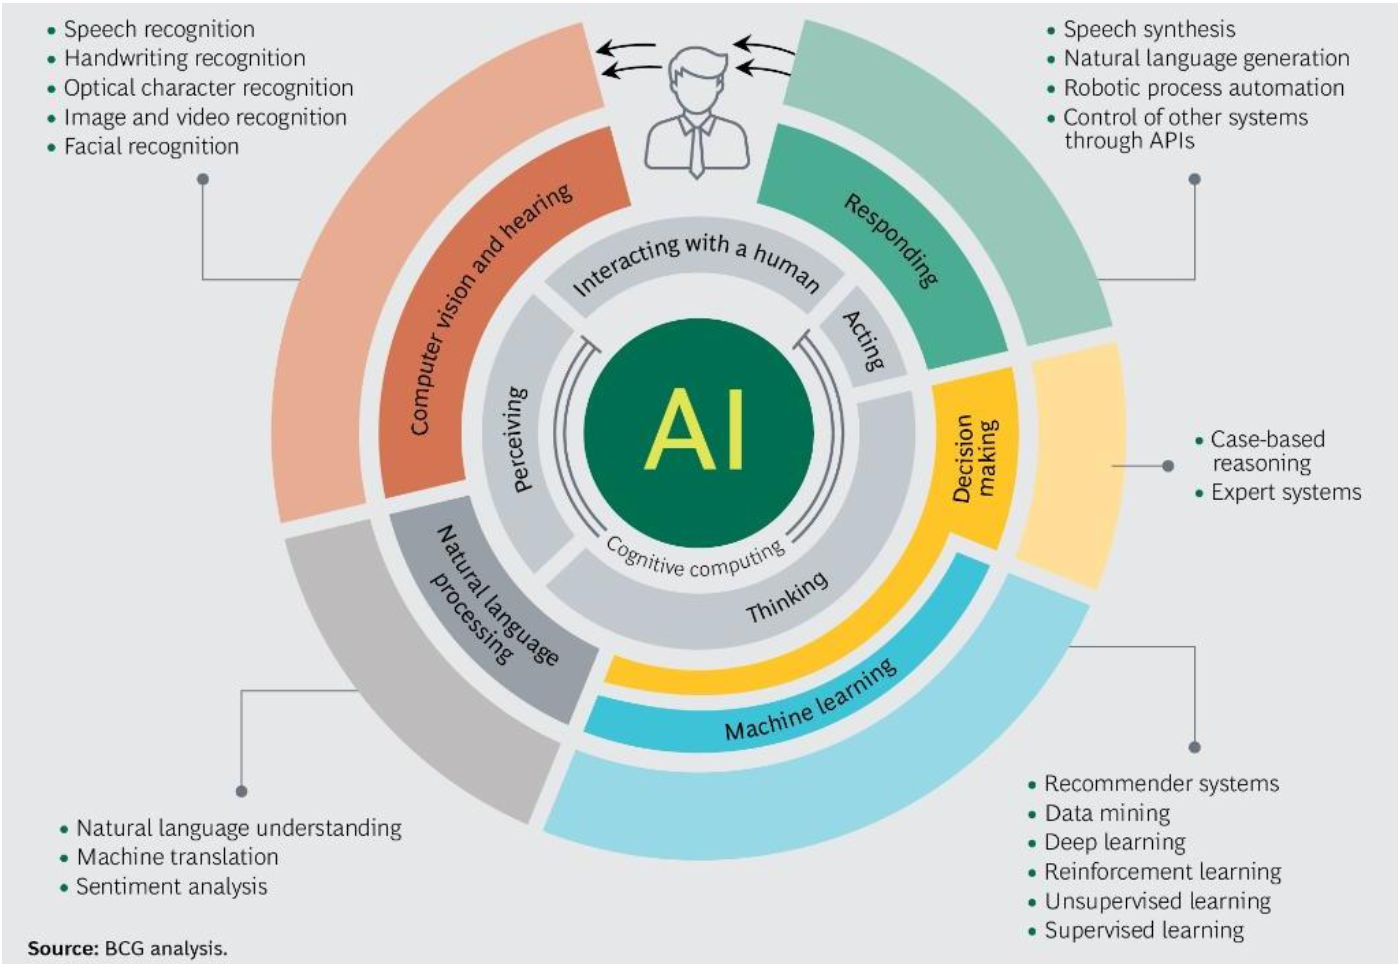 Speech recognition
Handwriting recognition
Optical character recognition
Image and video recognition
Facial recognition
Speech synthesis
Natural language generation
Robotic process automation
Control of other systems
through APIs
Computer vision and hearing
Interacting with a human
Responding
Acting
Perceiving
AI
Decision
making
Case-based
reasoning
Expert systems
Cognitive computing
Natural language
processing
Thinking
Machine learning
Natural language understanding
Machine translation
Sentiment analysis
Recommender systems
Data mining
Deep learning
Reinforcement learning
Unsupervised learning
Supervised learning
Source: BCG analysis.